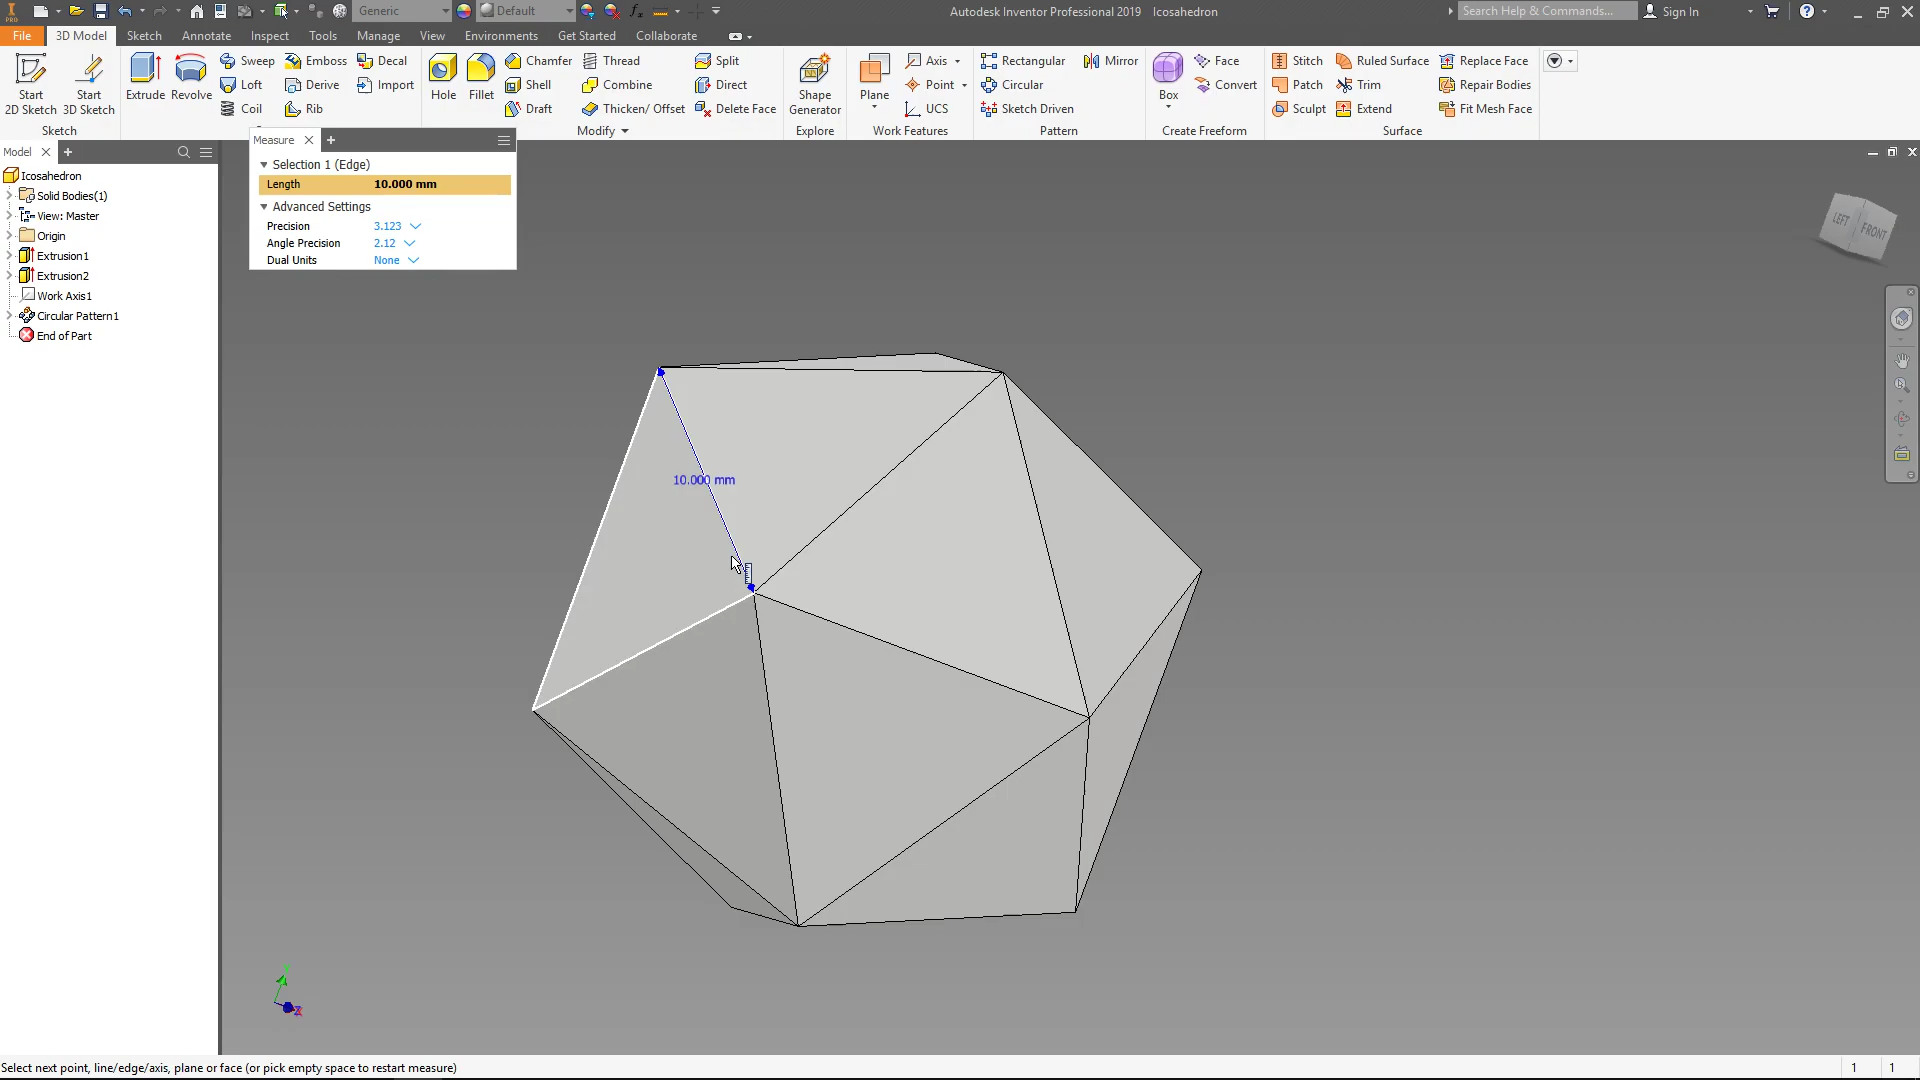 PRO
Generic
Default
Autodesk Inventor Professional 2019 Icosahedron
Search Help & Commands...
Sign In
File 3D Model Sketch Annotate Inspect Tools Manage View Environments Get Started Collaborate
Start 2D Sketch
Start 3D Sketch
Sketch
Extrude
Revolve
Sweep
Loft
Coil
Emboss
Derive
Rib
Decal
Import
Hole
Fillet
Chamfer
Shell
Draft
Thread
Combine
Thicken/ Offset
Split
Direct
Delete Face
Modify
Shape Generator
Explore
Plane
Axis
Point
UCS
Work Features
Rectangular
Circular
Sketch Driven
Mirror
Pattern
Box
Face
Convert
Create Freeform
Stitch
Patch
Sculpt
Ruled Surface
Trim
Extend
Replace Face
Repair Bodies
Fit Mesh Face
Surface
Model
Icosahedron
Solid Bodies(1)
View: Master
Origin
Extrusion1
Extrusion2
Work Axis1
Circular Pattern1
End of Part
Measure
Selection 1 (Edge)
Length 10.000 mm
Advanced Settings
Precision 3.123
Angle Precision 2.12
Dual Units None
LEFT
FRONT
10.000 mm
Select next point, line/edge/axis, plane or face (or pick empty space to restart measure)
1 1